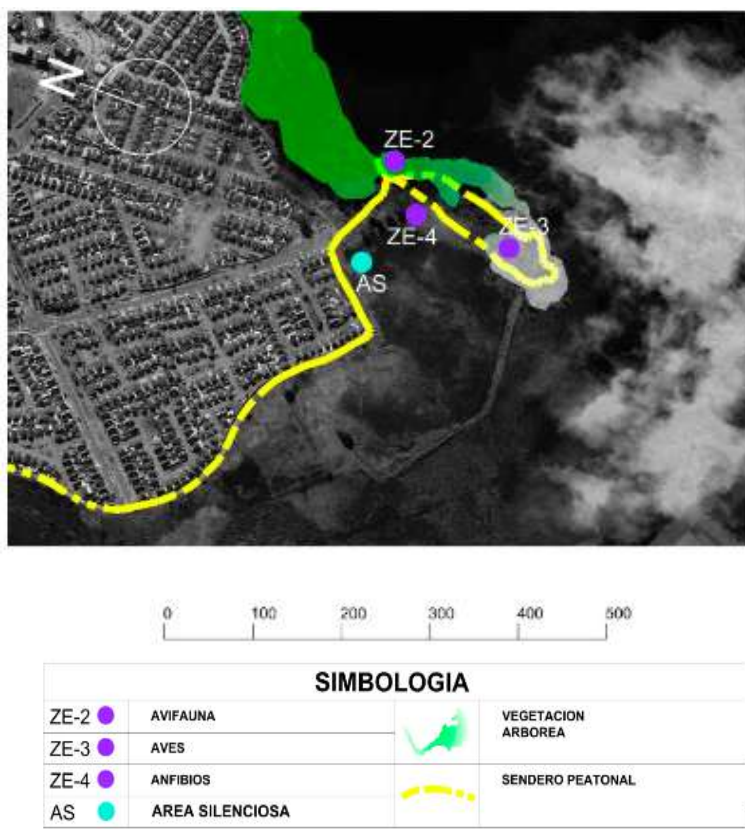 N
ZE-2
ZE-4
ZE-3
AS
0 100 200 300 400 500
SIMBOLOGIA
ZE-2 AVIFAUNA
VEGETACION
ARBOREA
ZE-3 AVES
ZE-4 ANFIBIOS
SENDERO PEATONAL
AS AREA SILENCIOSA